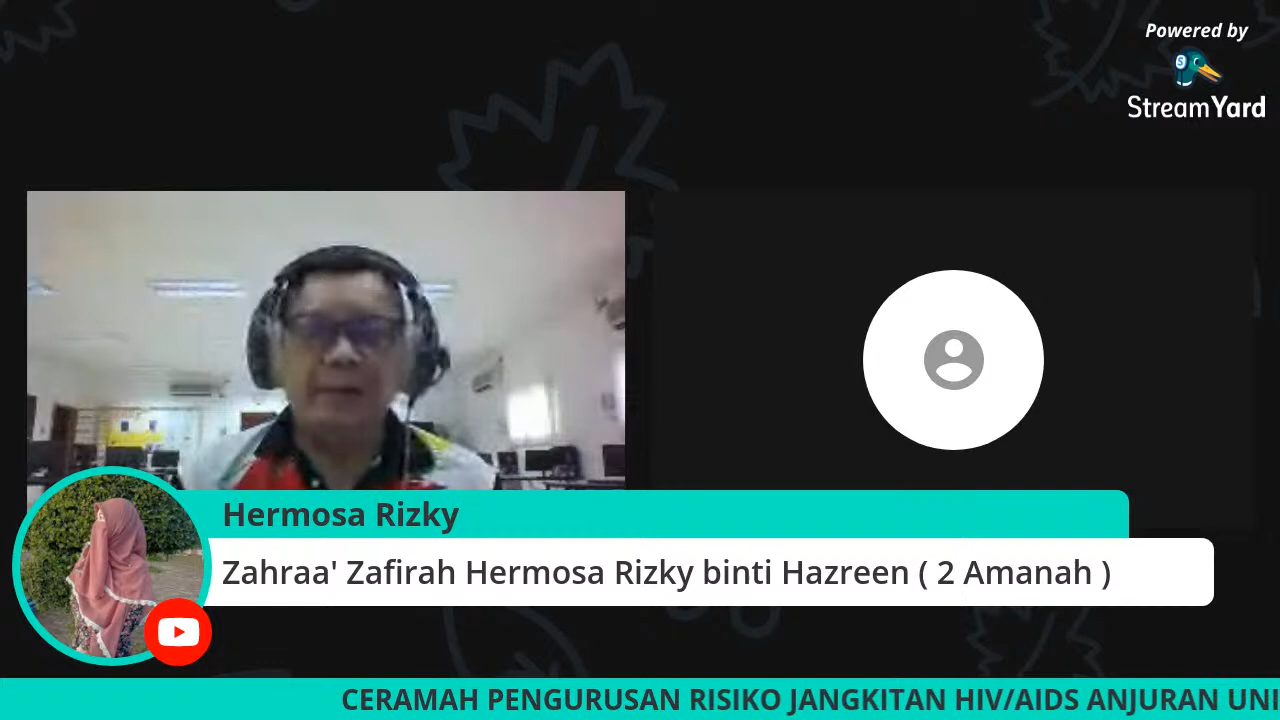 Powered by
StreamYard
Hermosa Rizky
Zahraa' Zafirah Hermosa Rizky binti Hazreen ( 2 Amanah )
CERAMAH PENGURUSAN RISIKO JANGKITAN HIV/AIDS ANJURAN UNI